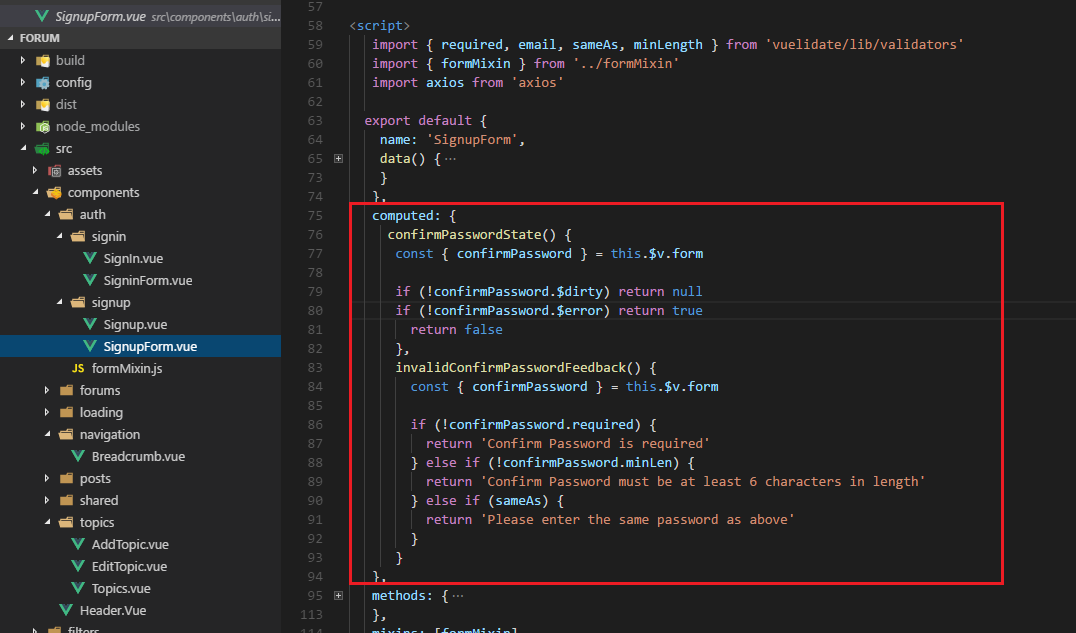 SignupForm.vue src\components\auth\si...
FORUM
build
config
dist
node_modules
src
assets
components
auth
signin
SignIn.vue
SigninForm.vue
signup
Signup.vue
SignupForm.vue
JS formMixin.js
forums
loading
navigation
Breadcrumb.vue
posts
shared
topics
AddTopic.vue
EditTopic.vue
Topics.vue
Header.Vue
filters
57
58 <script>
59 import { required, email, sameAs, minLength } from 'vuelidate/lib/validators'
60 import { formMixin } from '../formMixin'
61 import axios from 'axios'
62
63 export default {
64 name: 'SignupForm',
65 data() { ···
73 }
74 },
75 computed: {
76 confirmPasswordState() {
77 const { confirmPassword } = this.$v.form
78
79 if (!confirmPassword.$dirty) return null
80 if (!confirmPassword.$error) return true
81 return false
82 },
83 invalidConfirmPasswordFeedback() {
84 const { confirmPassword } = this.$v.form
85
86 if (!confirmPassword.required) {
87 return 'Confirm Password is required'
88 } else if (!confirmPassword.minLen) {
89 return 'Confirm Password must be at least 6 characters in length'
90 } else if (sameAs) {
91 return 'Please enter the same password as above'
92 }
93 }
94 },
95 methods: { ···
113 },
114 mixins: [formMixin]